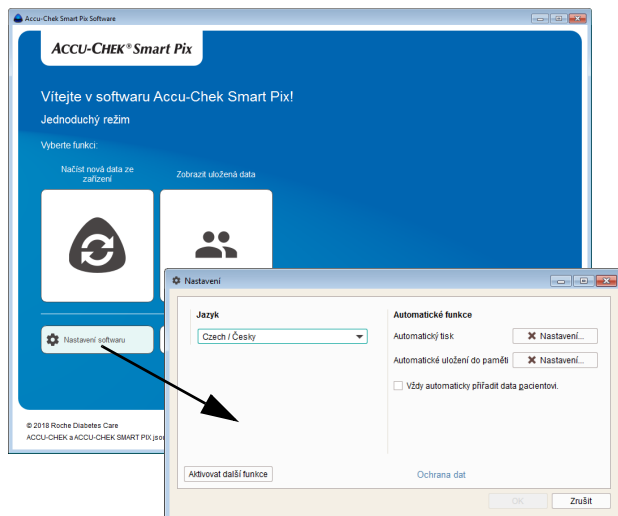 Accu-Chek Smart Pix Software
ACCU-CHEK® Smart Pix
Vítejte v softwaru Accu-Chek Smart Pix!
Jednoduchý režim
Vyberte funkci:
Načíst nová data ze
zařízení
Zobrazit uložená data
Nastavení softwaru
© 2018 Roche Diabetes Care
ACCU-CHEK a ACCU-CHEK SMART PIX jsou
Nastavení
Jazyk
Czech / Česky
Automatické funkce
Automatický tisk
Nastavení...
Automatické uložení do paměti
Nastavení...
Vždy automaticky přiřadit data pacientovi.
Aktivovat další funkce
Ochrana dat
OK
Zrušit